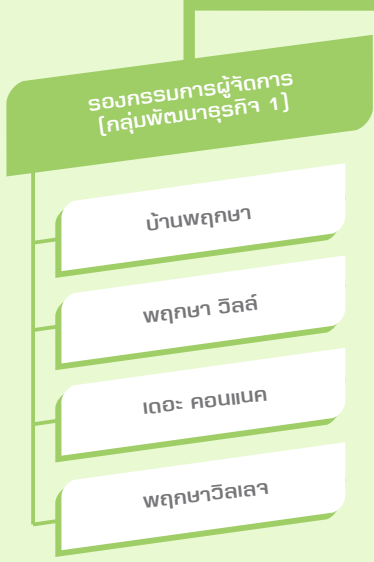 รองกรรมการผู้จัดการ
(กลุ่มพัฒนาธุรกิจ 1)
บ้านพฤกษา
พฤกษา วิลล์
เดอะ คอนแนค
พฤกษาวิลเลจ